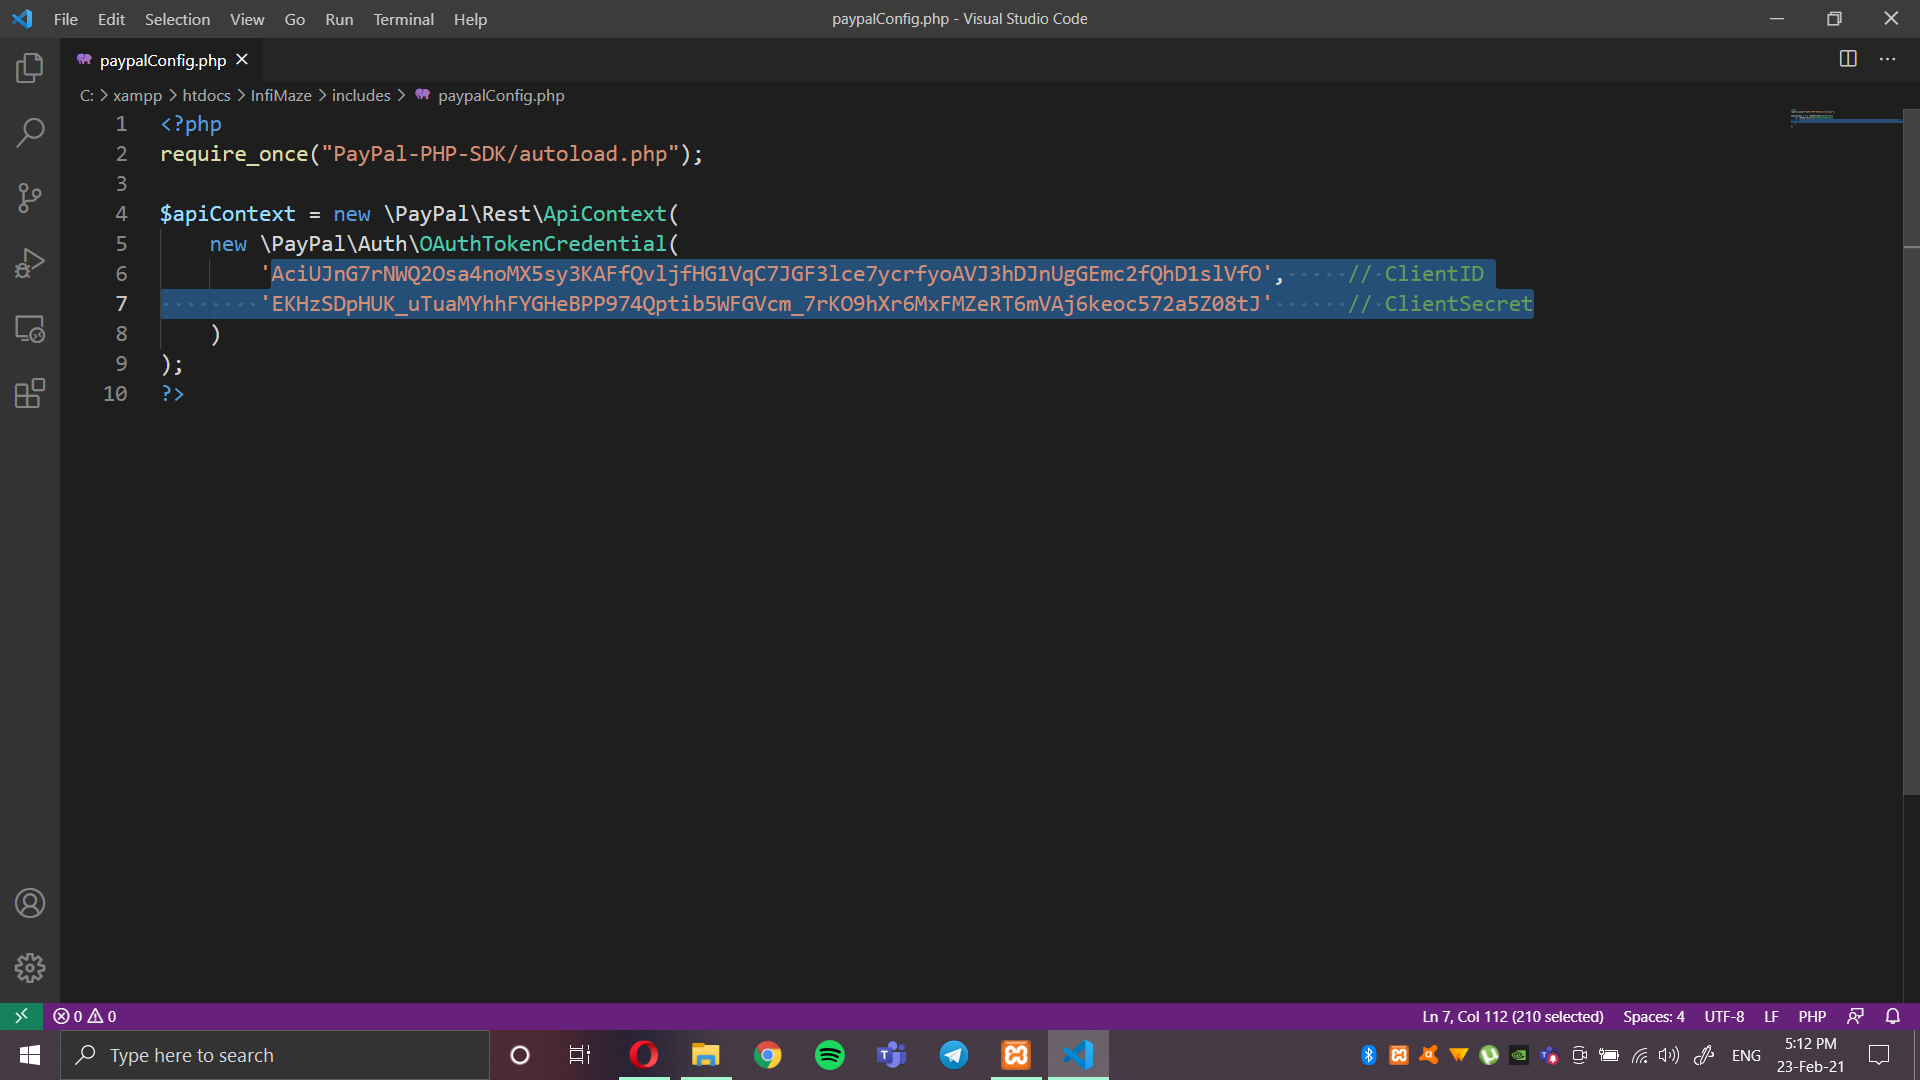 File Edit Selection View Go Run Terminal Help
paypalConfig.php - Visual Studio Code
paypalConfig.php
C: > xampp > htdocs > InfiMaze > includes > paypalConfig.php
1 <?php
2 require_once("PayPal-PHP-SDK/autoload.php");
3
4 $apiContext = new \PayPal\Rest\ApiContext(
5 new \PayPal\Auth\OAuthTokenCredential(
6 'AciUJnG7rNWQ2Osa4noMX5sy3KAFfQvljfHG1VqC7JGF3lce7ycrfyoAVJ3hDJnUgGEmc2fQhD1slVfO', // ClientID
7 'EKHzSDpHUK_uTuaMYhhFYGHeBPP974Qptib5WFGVcm_7rKO9hXr6MxFMZeRT6mVAj6keoc572a5Z08tJ' // ClientSecret
8 )
9 );
10 ?>
0 0 Ln 7, Col 112 (210 selected) Spaces: 4 UTF-8 LF PHP
Type here to search
ENG
5:12 PM
23-Feb-21